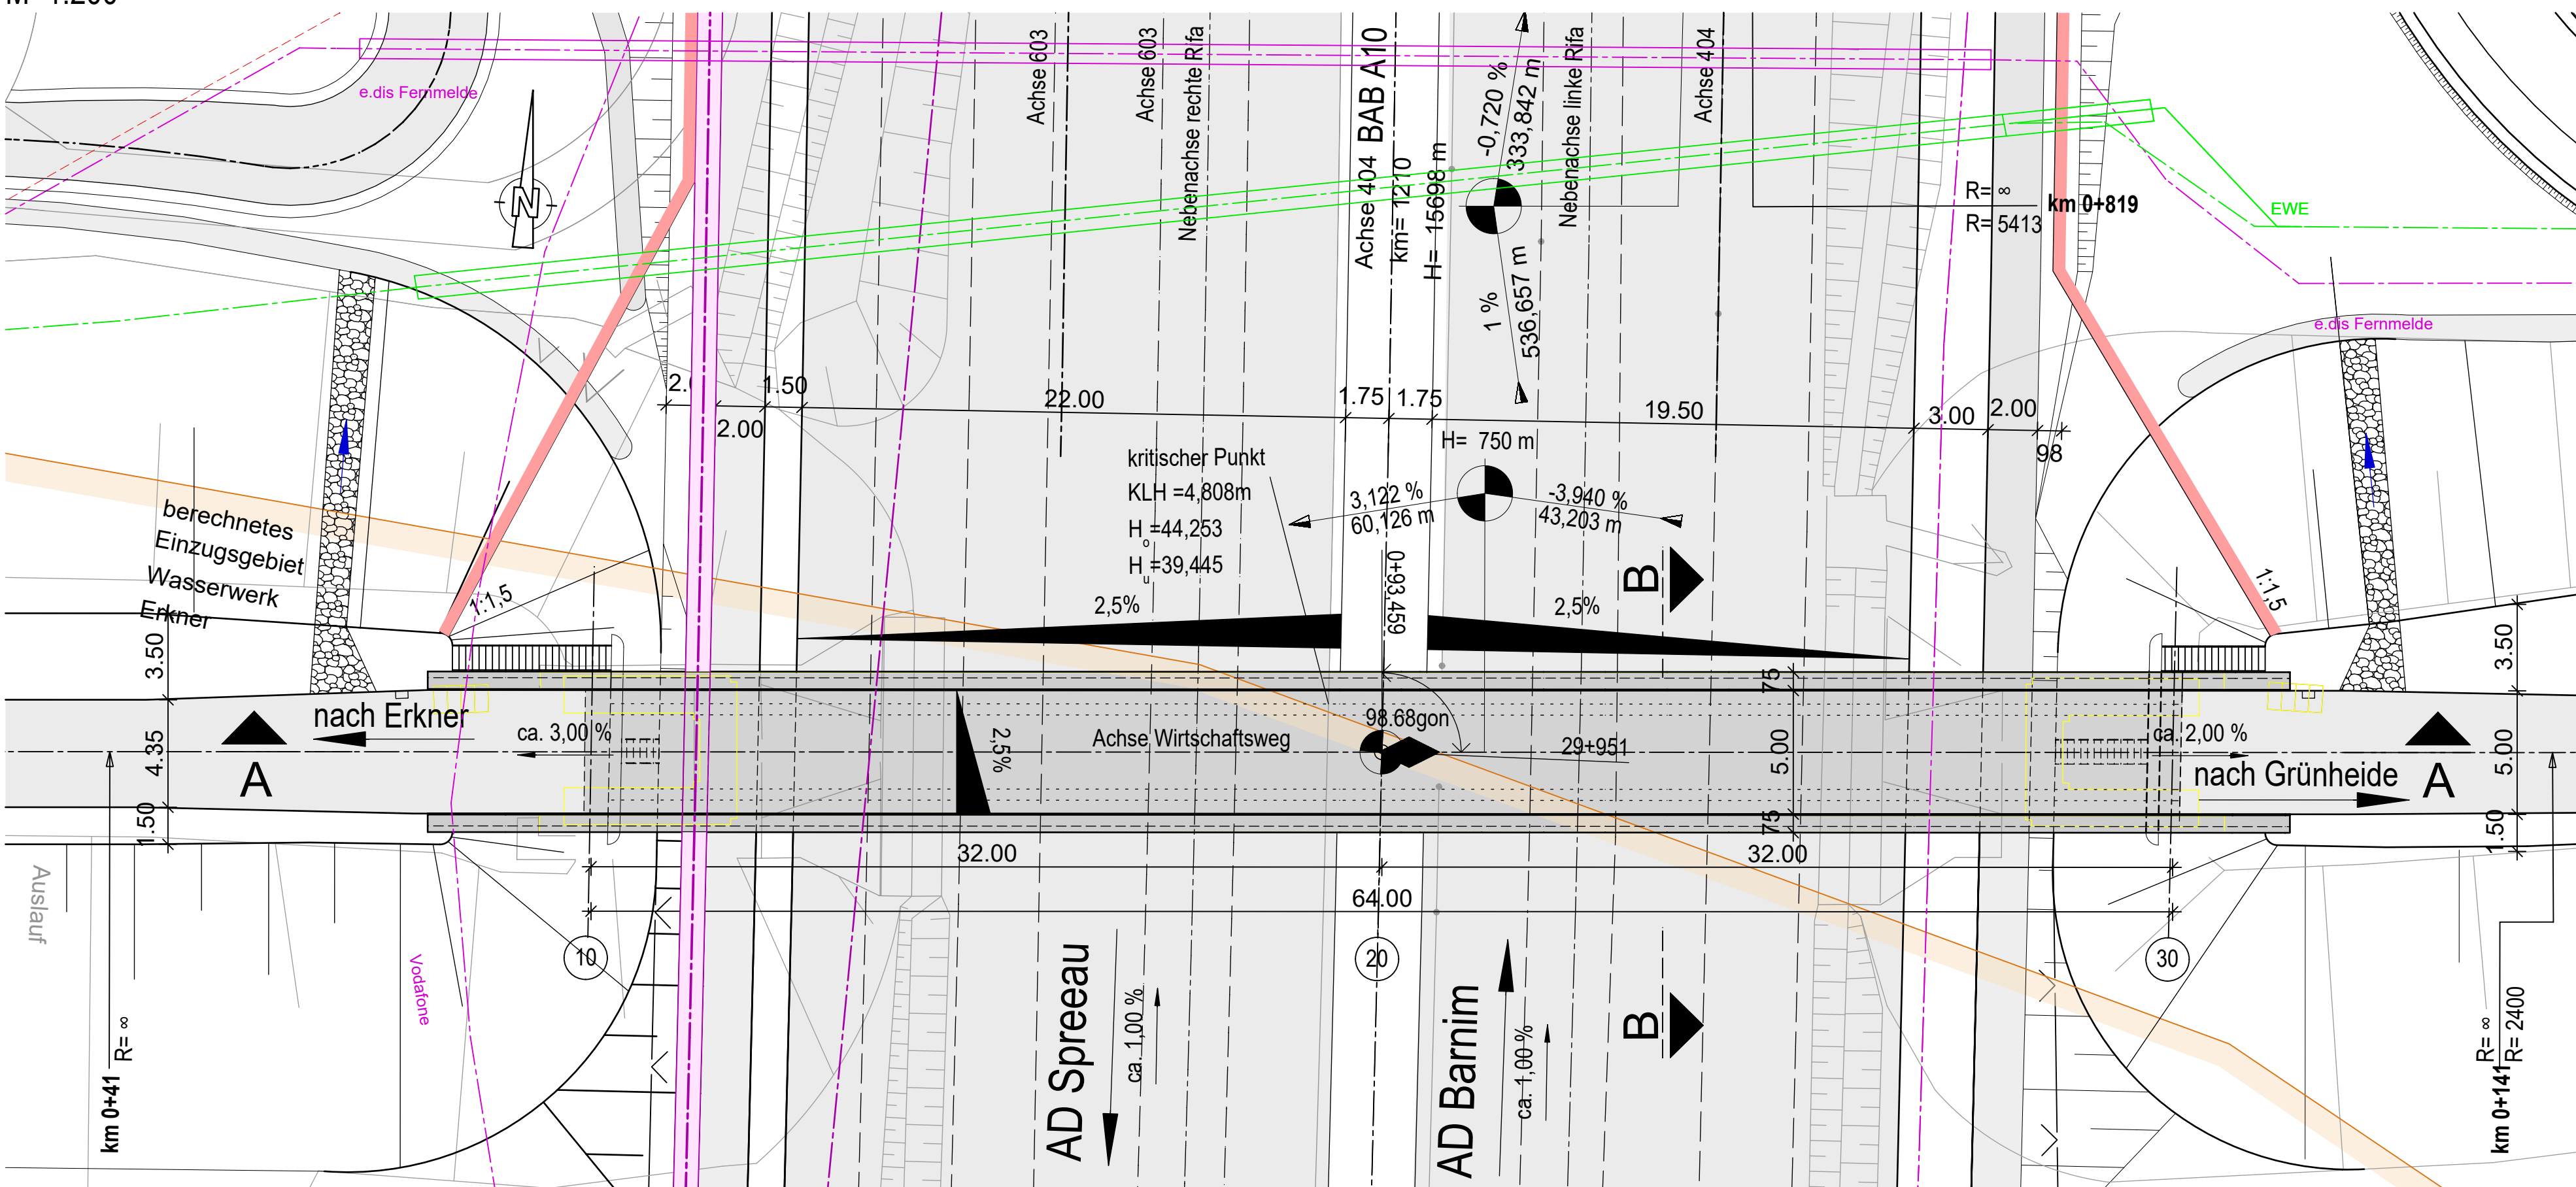 e.dis Fernmelde
N
Achse 603
Achse 603
Nebenachse rechte Rifa
Achse 404 BAB A10
km= 1210
H= 15698 m
-0,720 %
333,842 m
1 %
536,657 m
Nebenachse linke Rifa
Achse 404
R= ∞
R= 5413
km 0+819
EWE
e.dis Fernmelde
1.50
2.00
22.00
1.75
1.75
19.50
3.00
2.00
98
H= 750 m
kritischer Punkt
KLH =4,808m
Ho=44,253
Hu=39,445
3,122 %
60,126 m
-3,940 %
43,203 m
berechnetes
Einzugsgebiet
Wasserwerk
Erkner
1:1,5
1:1,5
2,5%
0+93,459
2,5%
B
3.50
4.35
1.50
nach Erkner
A
ca. 3,00 %
2,5%
Achse Wirtschaftsweg
98.68gon
29+951
75
5.00
75
ca. 2,00 %
nach Grünheide
A
3.50
5.00
1.50
32.00
32.00
64.00
10
20
30
Auslauf
Vodafone
km 0+41
R= ∞
AD Spreeau
ca. 1,00 %
AD Barnim
ca. 1,00 %
B
km 0+141
R= ∞
R= 2400